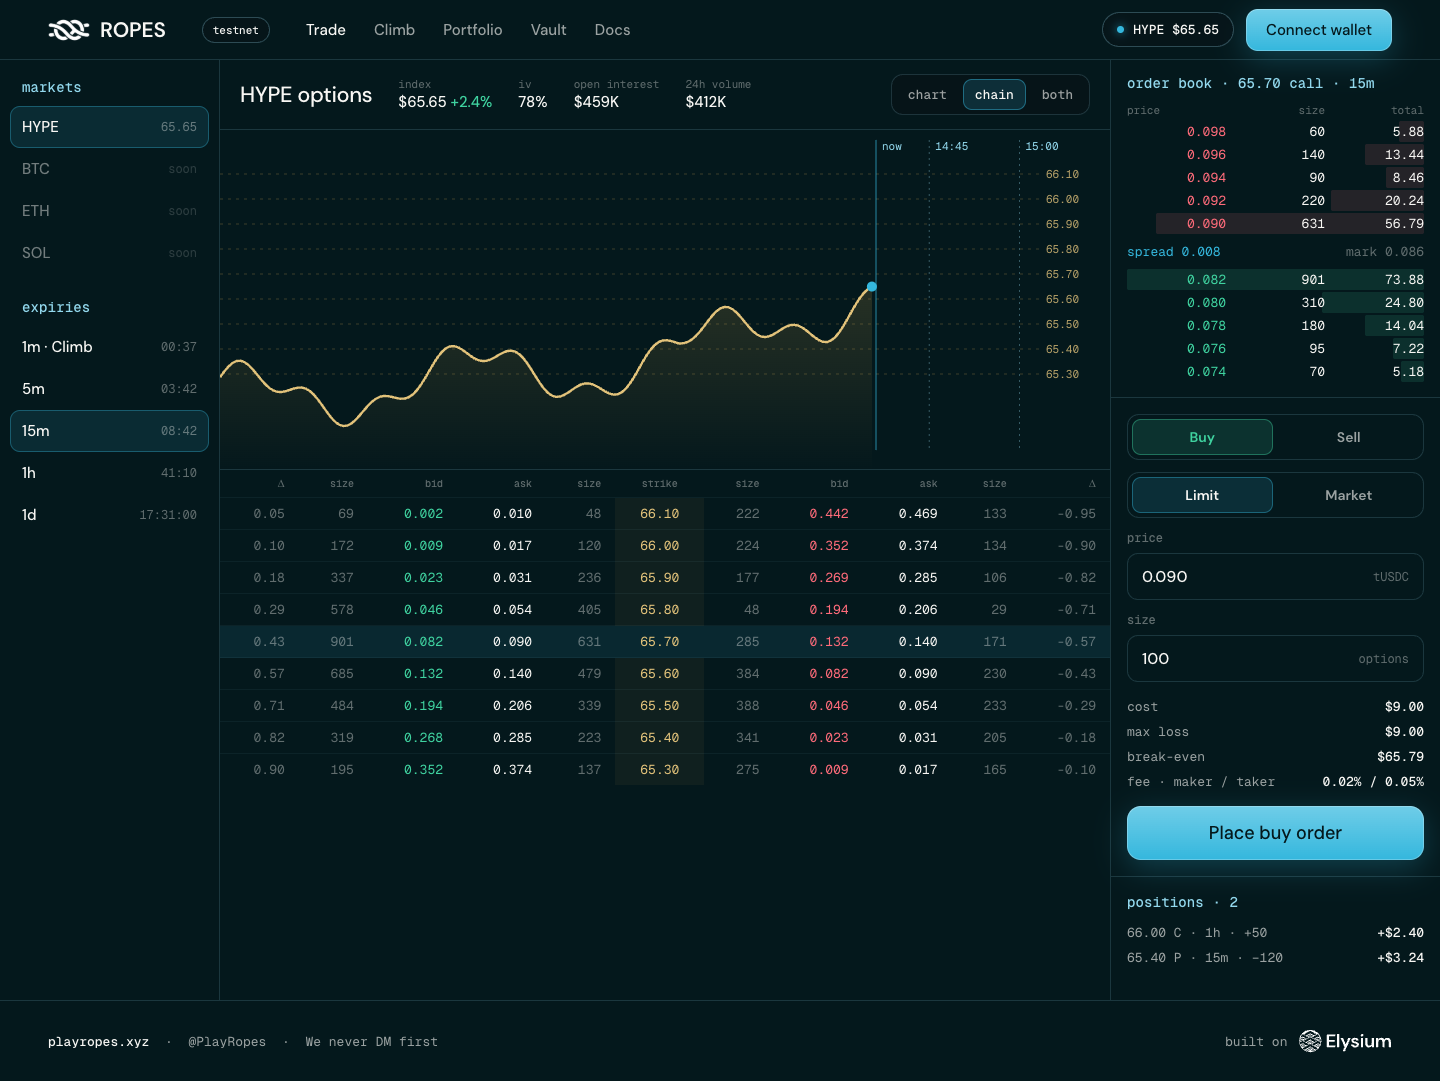 ROPES testnet Trade Climb Portfolio Vault Docs HYPE $65.65 Connect wallet
markets
HYPE 65.65
BTC soon
ETH soon
SOL soon
expiries
1m · Climb 00:37
5m 03:42
15m 08:42
1h 41:10
1d 17:31:00
HYPE options
index iv open interest 24h volume
$65.65 +2.4% 78% $459K $412K
chart chain both
now 14:45 15:00
66.10
66.00
65.90
65.80
65.70
65.60
65.50
65.40
65.30
Δ size bid ask size strike size bid ask size Δ
0.05 69 0.002 0.010 48 66.10 222 0.442 0.469 133 −0.95
0.10 172 0.009 0.017 120 66.00 224 0.352 0.374 134 −0.90
0.18 337 0.023 0.031 236 65.90 177 0.269 0.285 106 −0.82
0.29 578 0.046 0.054 405 65.80 48 0.194 0.206 29 −0.71
0.43 901 0.082 0.090 631 65.70 285 0.132 0.140 171 −0.57
0.57 685 0.132 0.140 479 65.60 384 0.082 0.090 230 −0.43
0.71 484 0.194 0.206 339 65.50 388 0.046 0.054 233 −0.29
0.82 319 0.268 0.285 223 65.40 341 0.023 0.031 205 −0.18
0.90 195 0.352 0.374 137 65.30 275 0.009 0.017 165 −0.10
order book · 65.70 call · 15m
price size total
0.098 60 5.88
0.096 140 13.44
0.094 90 8.46
0.092 220 20.24
0.090 631 56.79
spread 0.008 mark 0.086
0.082 901 73.88
0.080 310 24.80
0.078 180 14.04
0.076 95 7.22
0.074 70 5.18
Buy Sell
Limit Market
price
0.090 tUSDC
size
100 options
cost $9.00
max loss $9.00
break-even $65.79
fee · maker / taker 0.02% / 0.05%
Place buy order
positions · 2
66.00 C · 1h · +50 +$2.40
65.40 P · 15m · −120 +$3.24
playropes.xyz · @PlayRopes · We never DM first
built on Elysium